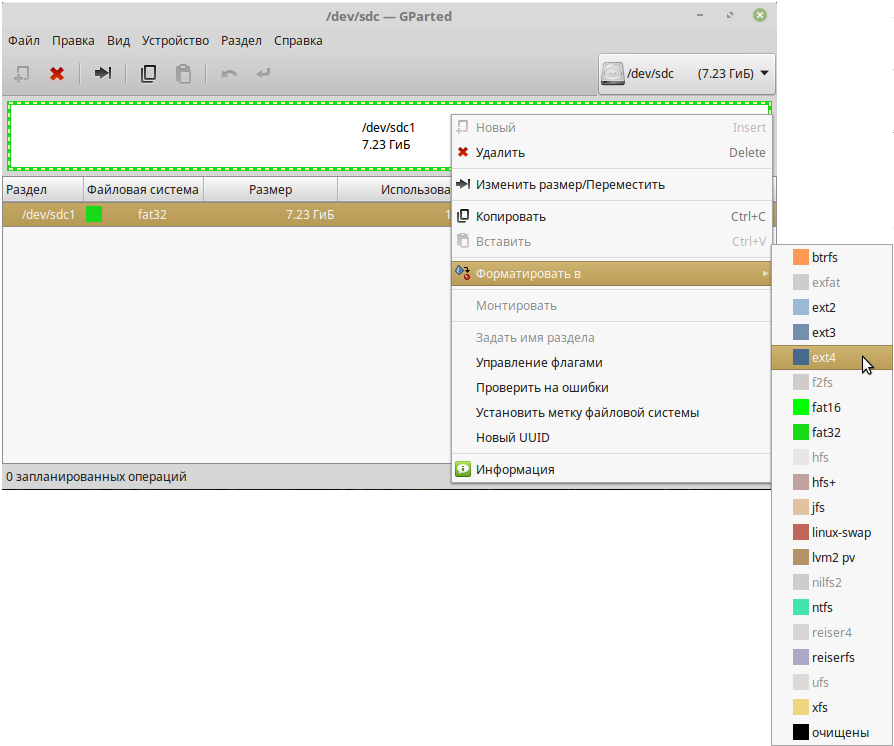 /dev/sdc — GParted
Файл Правка Вид Устройство Раздел Справка
/dev/sdc (7.23 ГиБ)
/dev/sdc1
7.23 ГиБ
Раздел Файловая система Размер Использова
/dev/sdc1 fat32 7.23 ГиБ 1
Новый Insert
Удалить Delete
Изменить размер/Переместить
Копировать Ctrl+C
Вставить Ctrl+V
Форматировать в
Монтировать
Задать имя раздела
Управление флагами
Проверить на ошибки
Установить метку файловой системы
Новый UUID
Информация
btrfs
exfat
ext2
ext3
ext4
f2fs
fat16
fat32
hfs
hfs+
jfs
linux-swap
lvm2 pv
nilfs2
ntfs
reiser4
reiserfs
ufs
xfs
очищены
0 запланированных операций